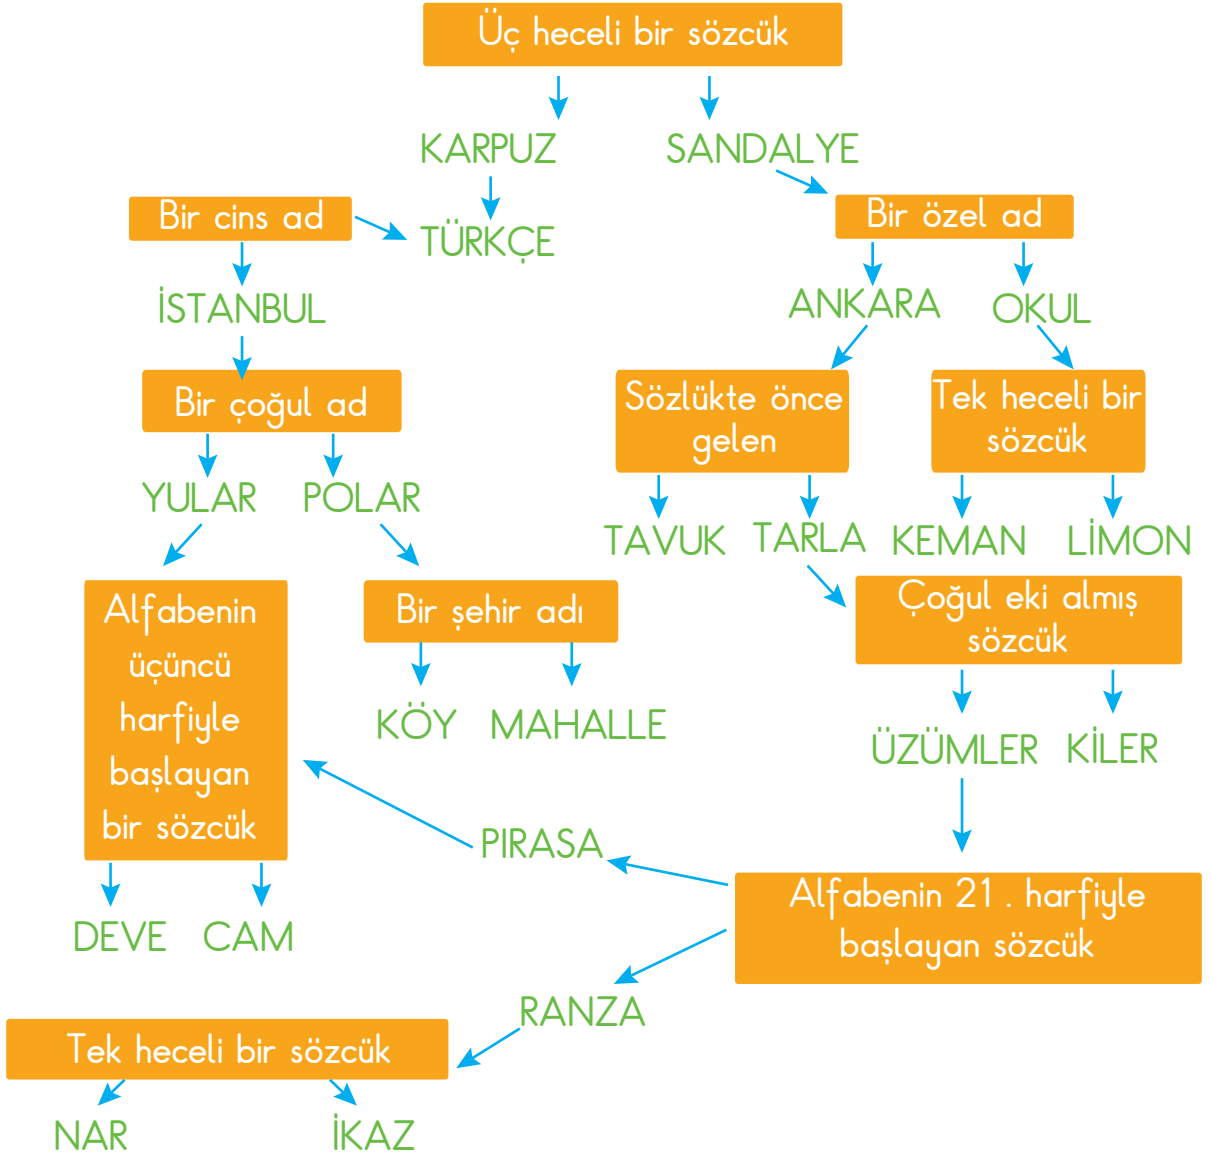 Üç heceli bir sözcük
KARPUZ
SANDALYE
Bir cins ad
TÜRKÇE
Bir özel ad
İSTANBUL
ANKARA
OKUL
Bir çoğul ad
Sözlükte önce
gelen
Tek heceli bir
sözcük
YULAR
POLAR
TAVUK
TARLA
KEMAN
LİMON
Alfabenin
üçüncü
harfiyle
başlayan
bir sözcük
Bir şehir adı
Çoğul eki almış
sözcük
KÖY
MAHALLE
ÜZÜMLER
KİLER
PIRASA
Alfabenin 21 . harfiyle
başlayan sözcük
DEVE
CAM
RANZA
Tek heceli bir sözcük
NAR
İKAZ